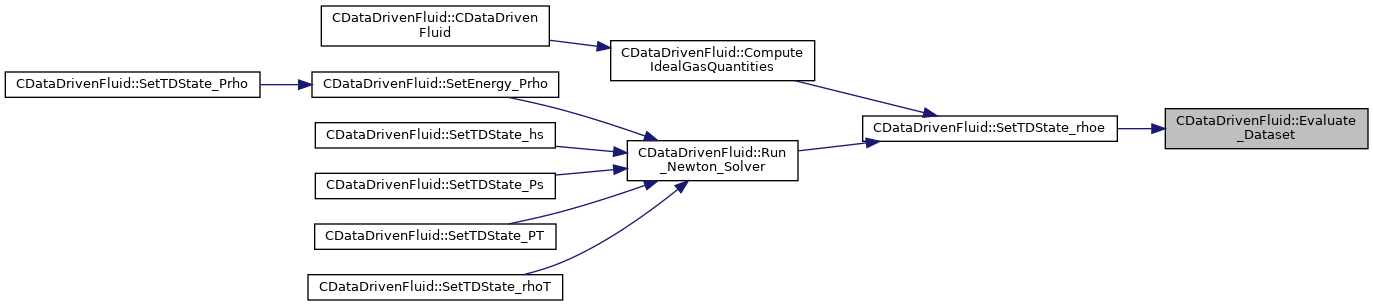 CDataDrivenFluid::CDataDriven
Fluid
CDataDrivenFluid::Compute
IdealGasQuantities
CDataDrivenFluid::SetTDState_Prho
CDataDrivenFluid::SetEnergy_Prho
CDataDrivenFluid::SetTDState_hs
CDataDrivenFluid::Run
_Newton_Solver
CDataDrivenFluid::SetTDState_rhoe
CDataDrivenFluid::Evaluate
_Dataset
CDataDrivenFluid::SetTDState_Ps
CDataDrivenFluid::SetTDState_PT
CDataDrivenFluid::SetTDState_rhoT